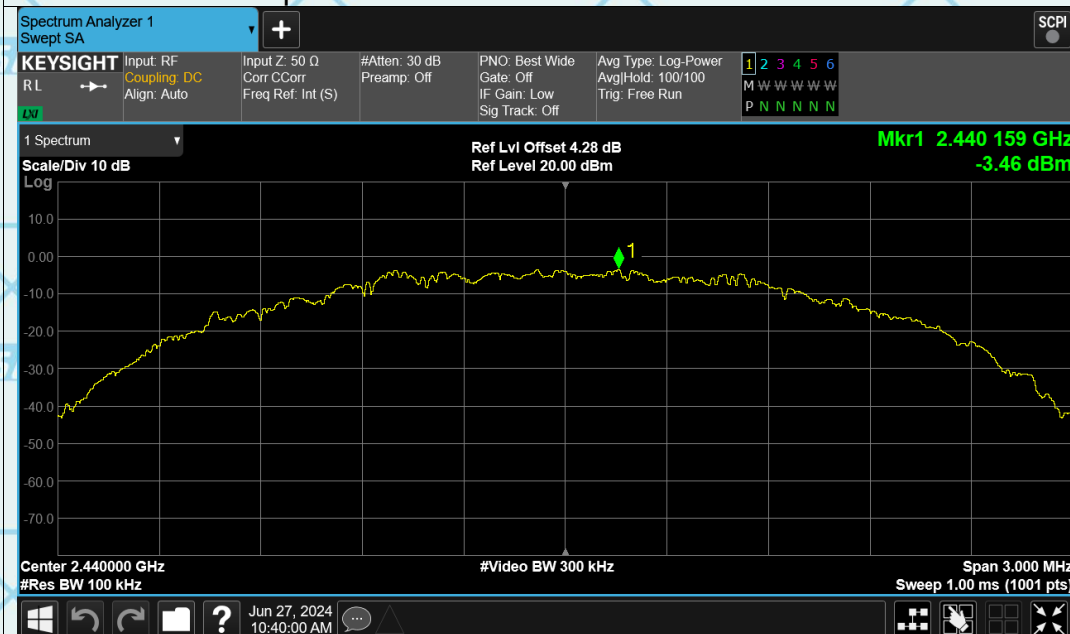 Spectrum Analyzer 1
Swept SA
+
SCPI
KEYSIGHT
RL
LXI
Input: RF
Coupling: DC
Align: Auto
Input Z: 50 Ω
Corr CCorr
Freq Ref: Int (S)
#Atten: 30 dB
Preamp: Off
PNO: Best Wide
Gate: Off
IF Gain: Low
Sig Track: Off
Avg Type: Log-Power
Avg|Hold: 100/100
Trig: Free Run
1 2 3 4 5 6
M W W W W W
P N N N N N
1 Spectrum
Scale/Div 10 dB
Log
Ref Lvl Offset 4.28 dB
Ref Level 20.00 dBm
Mkr1 2.440 159 GHz
-3.46 dBm
10.0
0.00
-10.0
-20.0
-30.0
-40.0
-50.0
-60.0
-70.0
1
Center 2.440000 GHz
#Res BW 100 kHz
#Video BW 300 kHz
Span 3.000 MHz
Sweep 1.00 ms (1001 pts)
?
Jun 27, 2024
10:40:00 AM